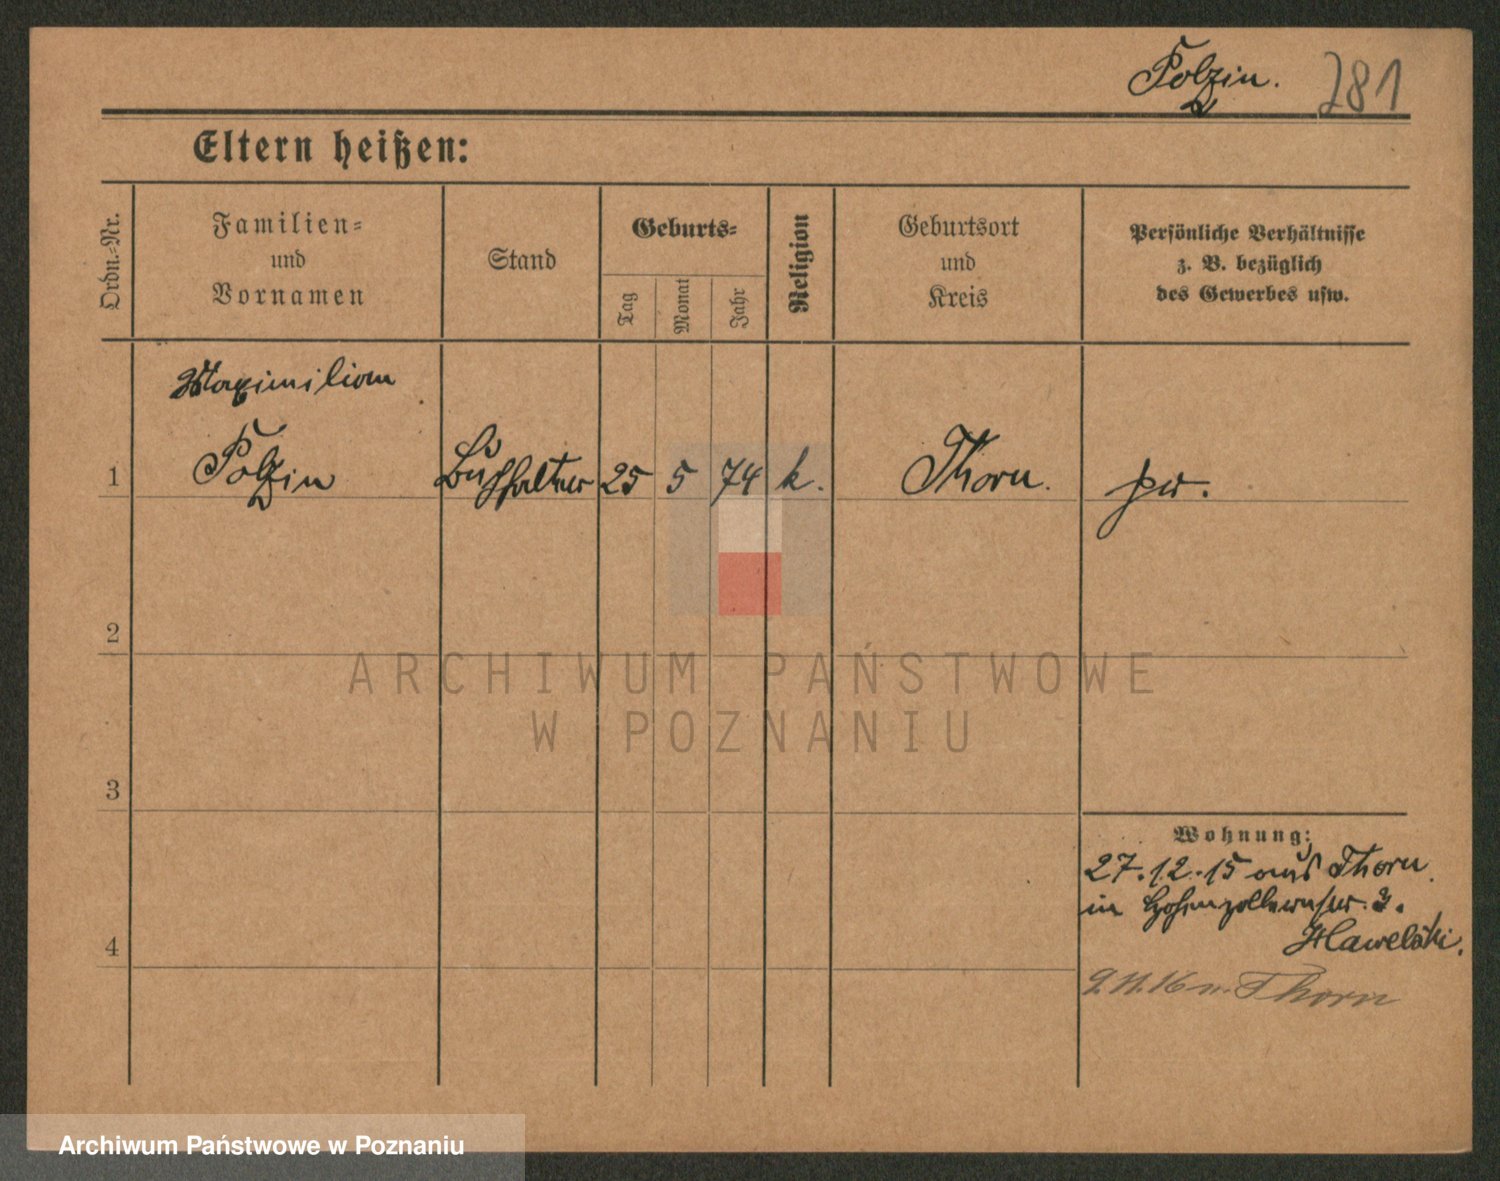 Polzin. 281
Eltern heißen:
Ordn.-Nr.
Familien-
und
Vornamen
Stand
Geburts-
Tag
Monat
Jahr
Religion
Geburtsort
und
Kreis
Persönliche Verhältnisse
z. B. bezüglich
des Gewerbes usw.
Maximilian
1 Polzin Buchhalter 25 5 74 k. Thorn. pr.
2
ARCHIWUM PAŃSTWOWE
W POZNANIU
3
Wohnung:
27.12.15 aus Thorn.
in Hohenzollernstr. 3.
Hawelski.
4
9.11.16 n. Thorn
Archiwum Państwowe w Poznaniu